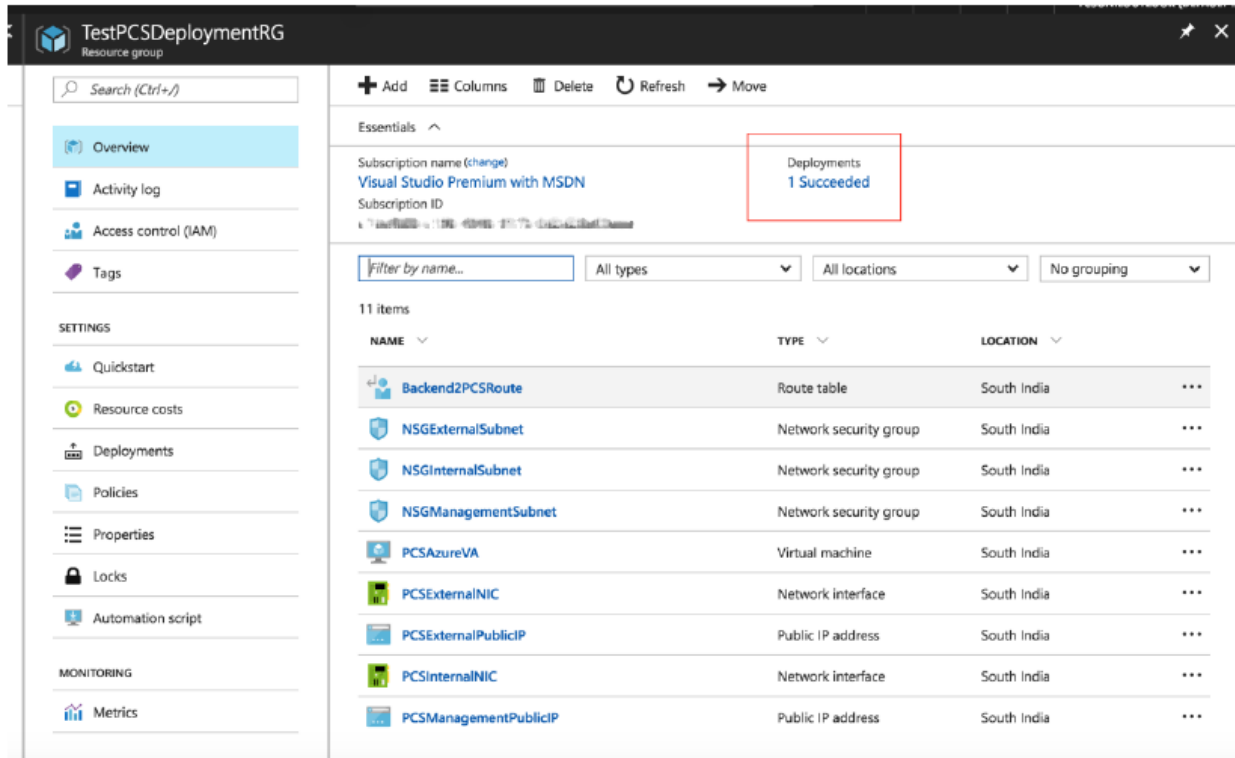 TestPCSDeploymentRG
Resource group
Search (Ctrl+/)
Overview
Activity log
Access control (IAM)
Tags
SETTINGS
Quickstart
Resource costs
Deployments
Policies
Properties
Locks
Automation script
MONITORING
Metrics
Add Columns Delete Refresh Move
Essentials
Subscription name (change) Deployments
Visual Studio Premium with MSDN 1 Succeeded
Subscription ID
Filter by name... All types All locations No grouping
11 items
NAME TYPE LOCATION
Backend2PCSRoute Route table South India
NSGExternalSubnet Network security group South India
NSGInternalSubnet Network security group South India
NSGManagementSubnet Network security group South India
PCSAzureVA Virtual machine South India
PCSExternalNIC Network interface South India
PCSExternalPublicIP Public IP address South India
PCSInternalNIC Network interface South India
PCSManagementPublicIP Public IP address South India